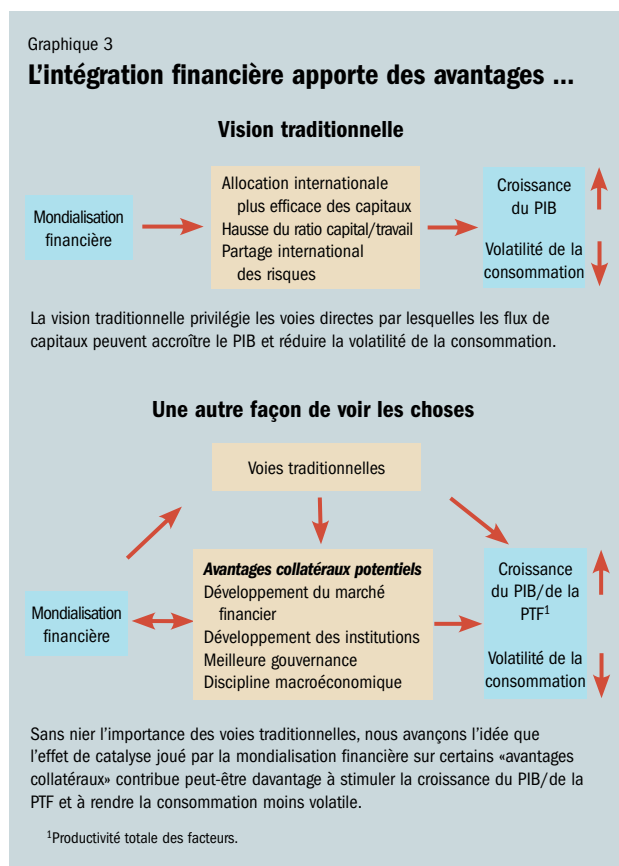 Graphique 3
L'intégration financière apporte des avantages ...
Vision traditionnelle
Mondialisation
financière
Allocation internationale
plus efficace des capitaux
Hausse du ratio capital/travail
Partage international
des risques
Croissance
du PIB
Volatilité de la
consommation
La vision traditionnelle privilégie les voies directes par lesquelles les flux de
capitaux peuvent accroître le PIB et réduire la volatilité de la consommation.
Une autre façon de voir les choses
Voies traditionnelles
Mondialisation
financière
Avantages collatéraux potentiels
Développement du marché
financier
Développement des institutions
Meilleure gouvernance
Discipline macroéconomique
Croissance
du PIB/de la
PTF¹
Volatilité de la
consommation
Sans nier l'importance des voies traditionnelles, nous avançons l'idée que
l'effet de catalyse joué par la mondialisation financière sur certains «avantages
collatéraux» contribue peut-être davantage à stimuler la croissance du PIB/de la
PTF et à rendre la consommation moins volatile.
¹Productivité totale des facteurs.